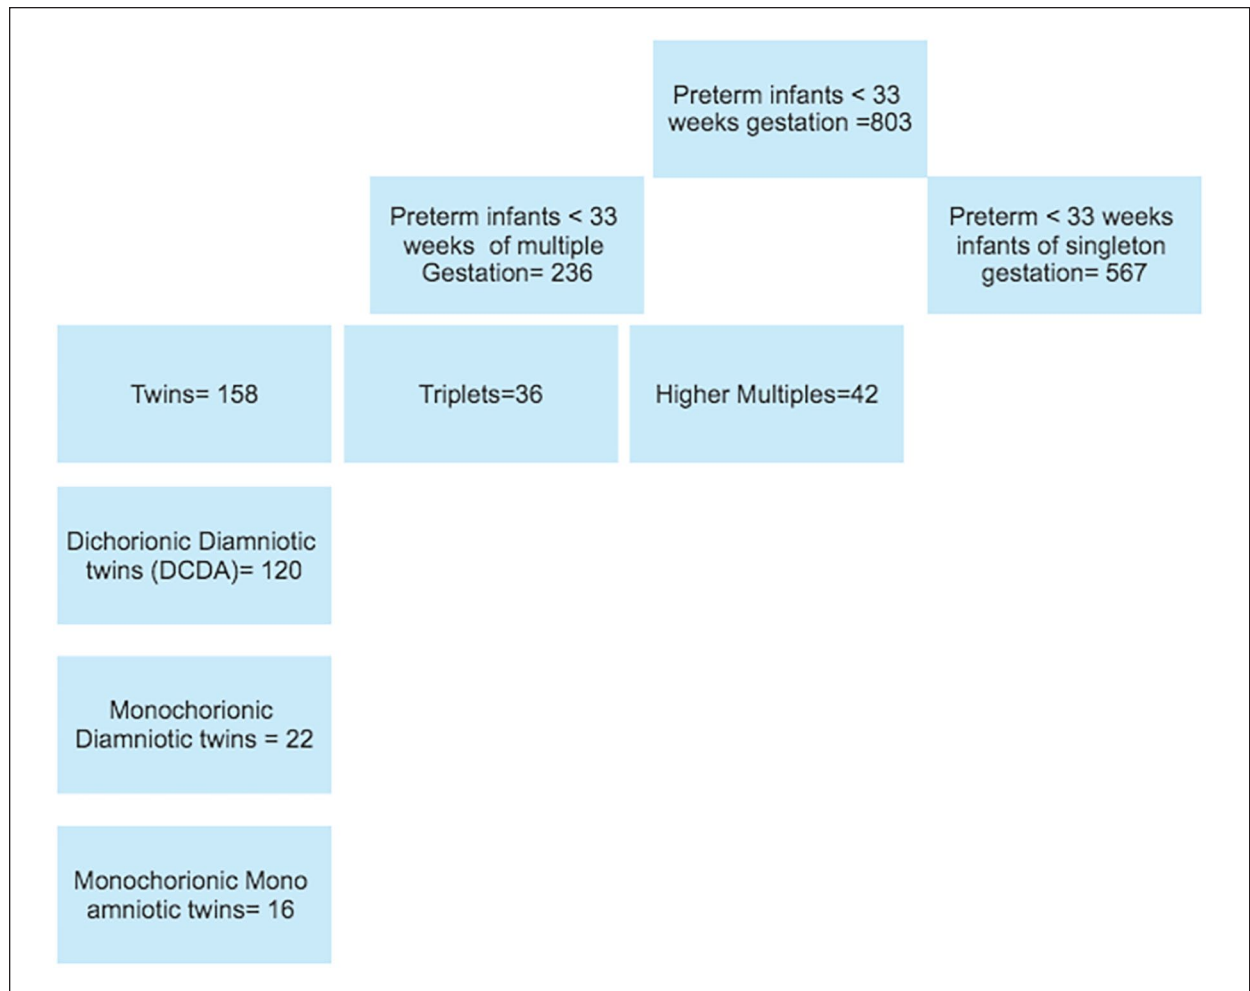 Preterm infants < 33
weeks gestation =803
Preterm infants < 33
weeks of multiple
Gestation= 236
Preterm < 33 weeks
infants of singleton
gestation= 567
Twins= 158
Triplets=36
Higher Multiples=42
Dichorionic Diamniotic
twins (DCDA)= 120
Monochorionic
Diamniotic twins = 22
Monochorionic Mono
amniotic twins= 16